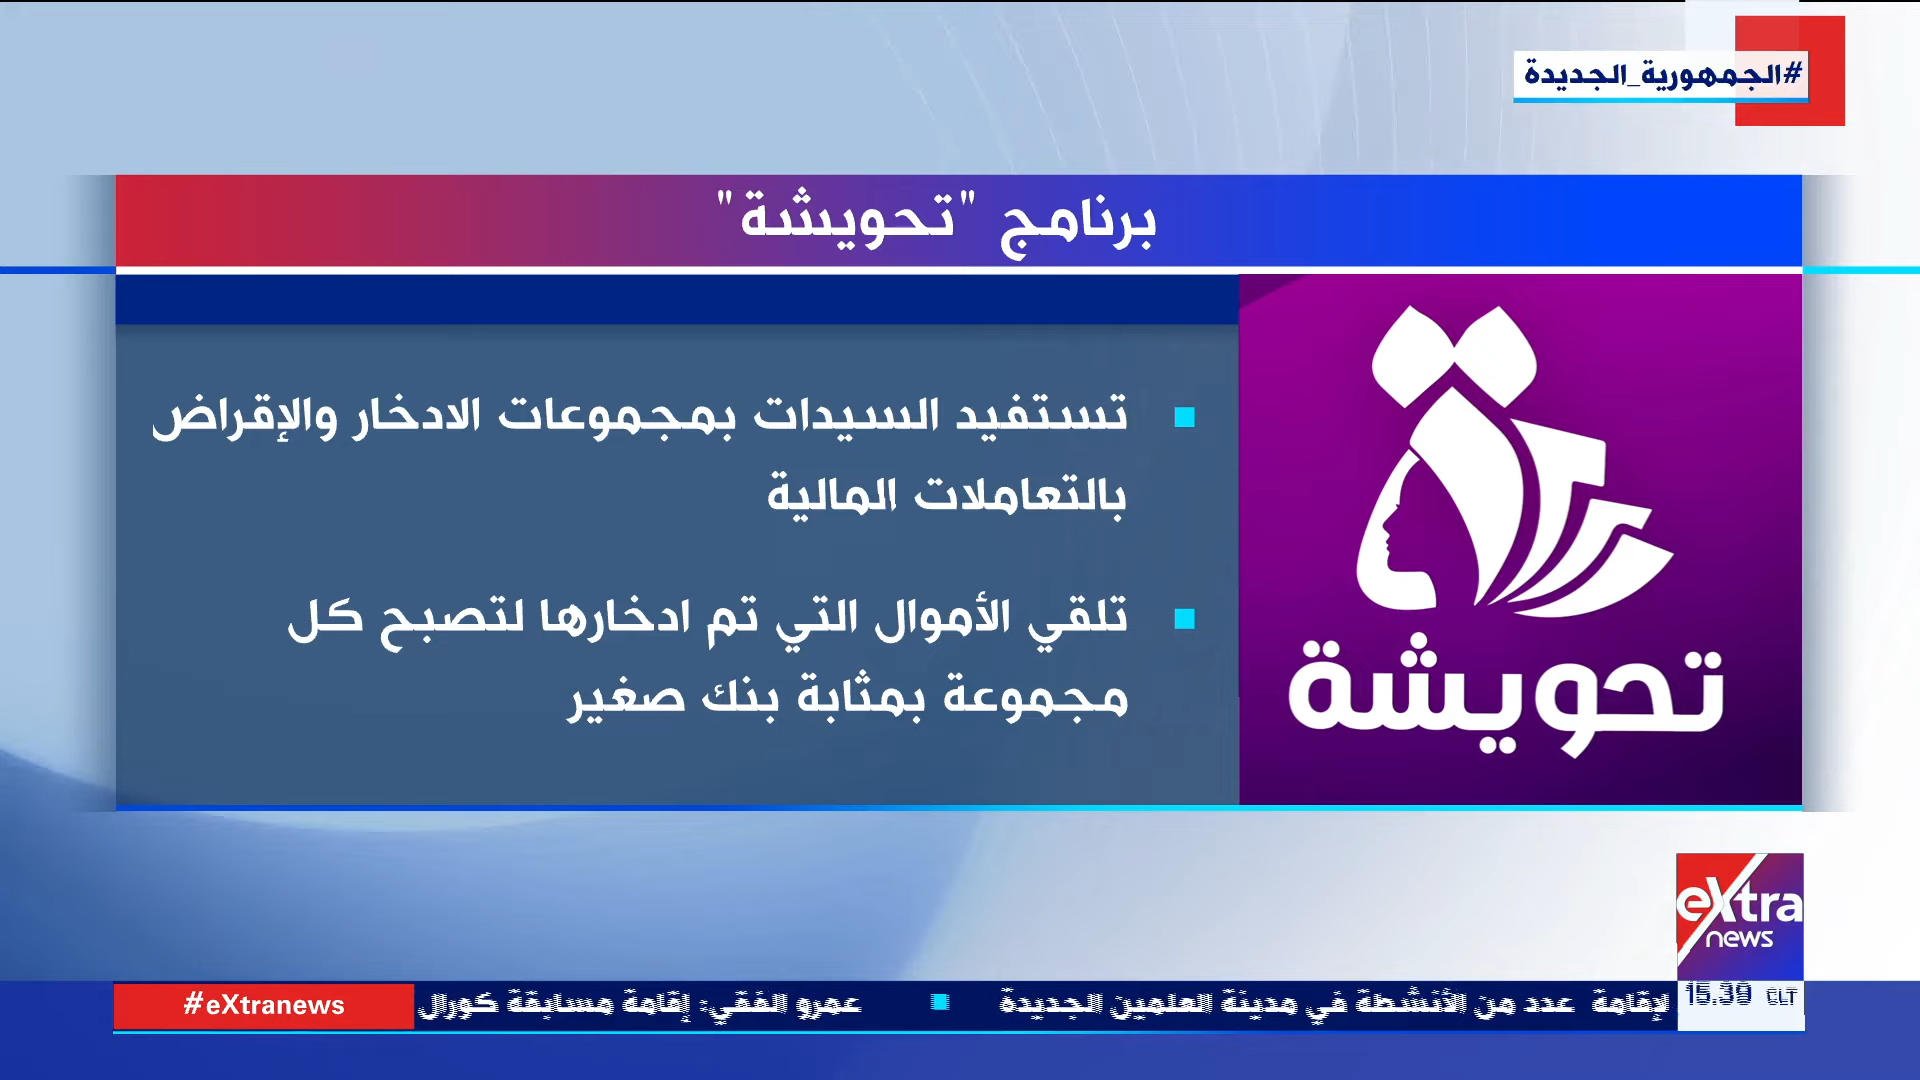 #الجمهورية_الجديدة
برنامج "تحويشة"
تستفيد السيدات بمجموعات الادخار والإقراض
بالتعاملات المالية
تلقي الأموال التي تم ادخارها لتصبح كل
مجموعة بمثابة بنك صغير
تحويشة
eXtra
news
15.39 CLT
لإقامة عدد من الأنشطة في مدينة العلمين الجديدة
عمرو الفقي: إقامة مسابقة كورال
#eXtranews